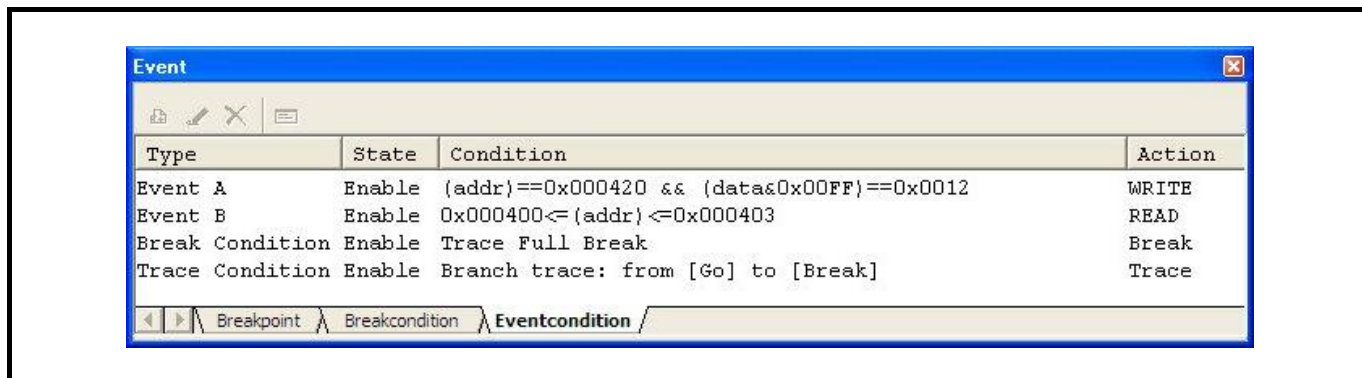 Event
Type State Condition Action
Event A Enable (addr)==0x000420 && (data&0x00FF)==0x0012 WRITE
Event B Enable 0x000400<=(addr)<=0x000403 READ
Break Condition Enable Trace Full Break Break
Trace Condition Enable Branch trace: from [Go] to [Break] Trace
Breakpoint Breakcondition Eventcondition